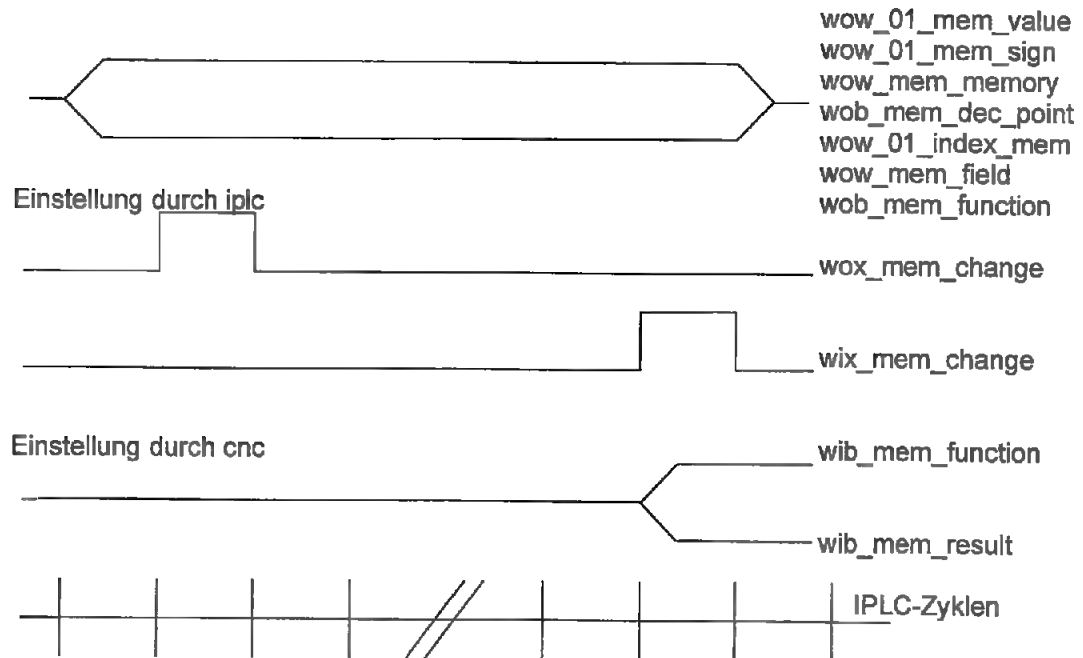 wow_01_mem_value
wow_01_mem_sign
wow_mem_memory
wob_mem_dec_point
wow_01_index_mem
wow_mem_field
Einstellung durch iplc
wob_mem_function
wox_mem_change
wix_mem_change
Einstellung durch cnc
wib_mem_function
wib_mem_result
IPLC-Zyklen